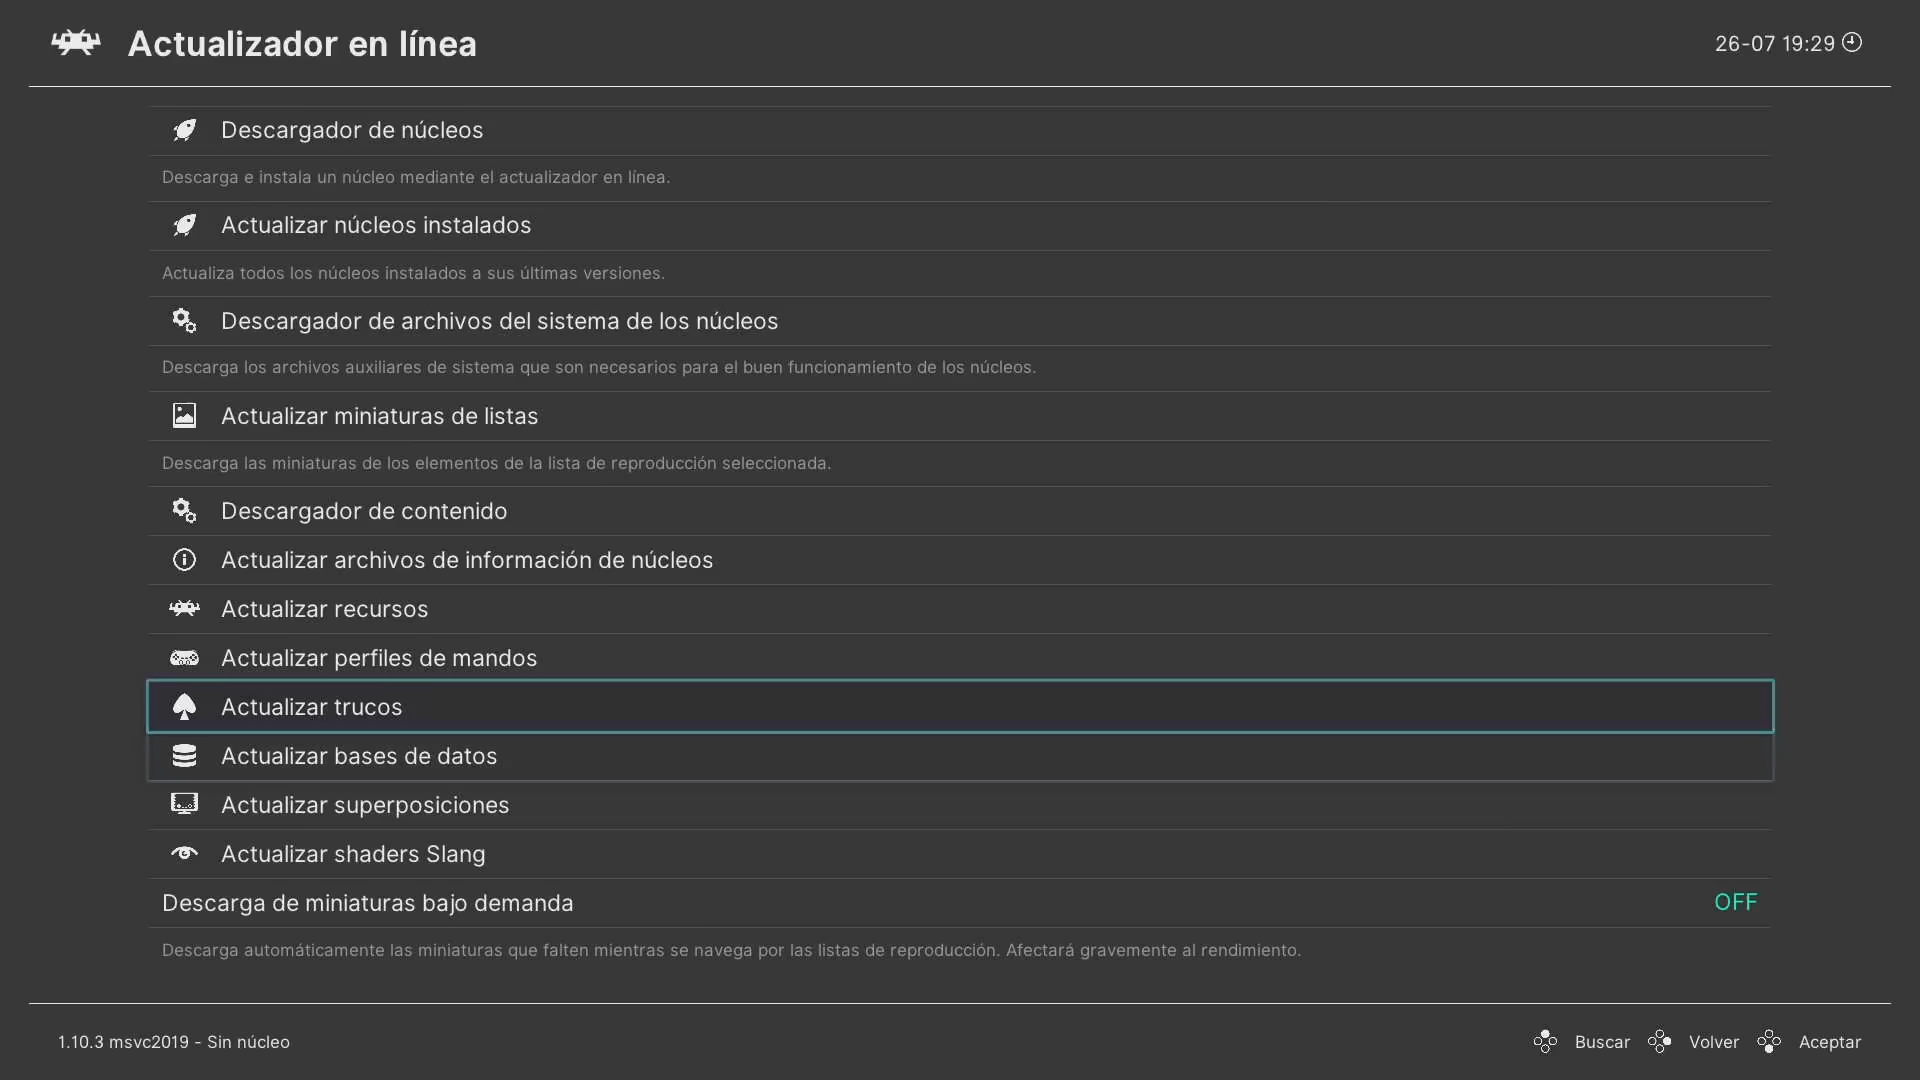 Actualizador en línea
26-07 19:29
Descargador de núcleos
Descarga e instala un núcleo mediante el actualizador en línea.
Actualizar núcleos instalados
Actualiza todos los núcleos instalados a sus últimas versiones.
Descargador de archivos del sistema de los núcleos
Descarga los archivos auxiliares de sistema que son necesarios para el buen funcionamiento de los núcleos.
Actualizar miniaturas de listas
Descarga las miniaturas de los elementos de la lista de reproducción seleccionada.
Descargador de contenido
Actualizar archivos de información de núcleos
Actualizar recursos
Actualizar perfiles de mandos
Actualizar trucos
Actualizar bases de datos
Actualizar superposiciones
Actualizar shaders Slang
Descarga de miniaturas bajo demanda OFF
Descarga automáticamente las miniaturas que falten mientras se navega por las listas de reproducción. Afectará gravemente al rendimiento.
1.10.3 msvc2019 - Sin núcleo
Buscar Volver Aceptar